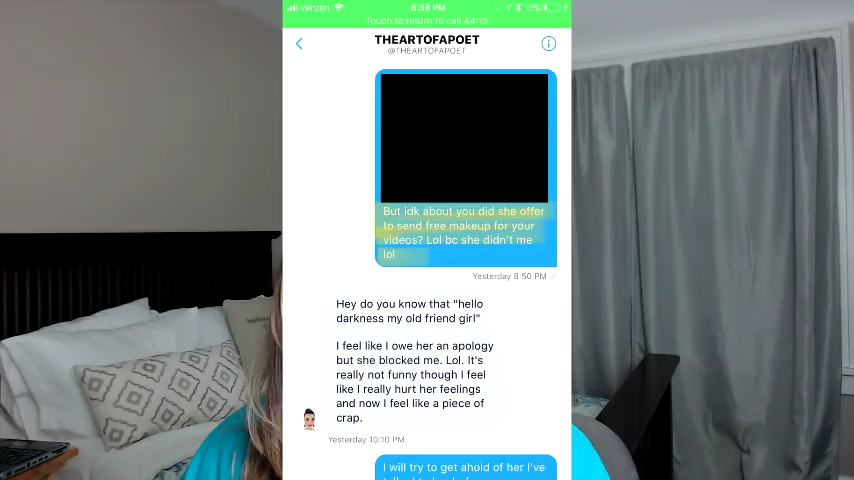 Verizon
6:38 PM
13%
Touch to return to call 44:15
THEARTOFAPOET
@THEARTOFAPOET
But idk about you did she offer
to send free makeup for your
videos? Lol bc she didn't me
lol
Yesterday 8:50 PM
Hey do you know that "hello
darkness my old friend girl"
I feel like I owe her an apology
but she blocked me. Lol. It's
really not funny though I feel
like I really hurt her feelings
and now I feel like a piece of
crap.
Yesterday 10:10 PM
I will try to get ahold of her I've